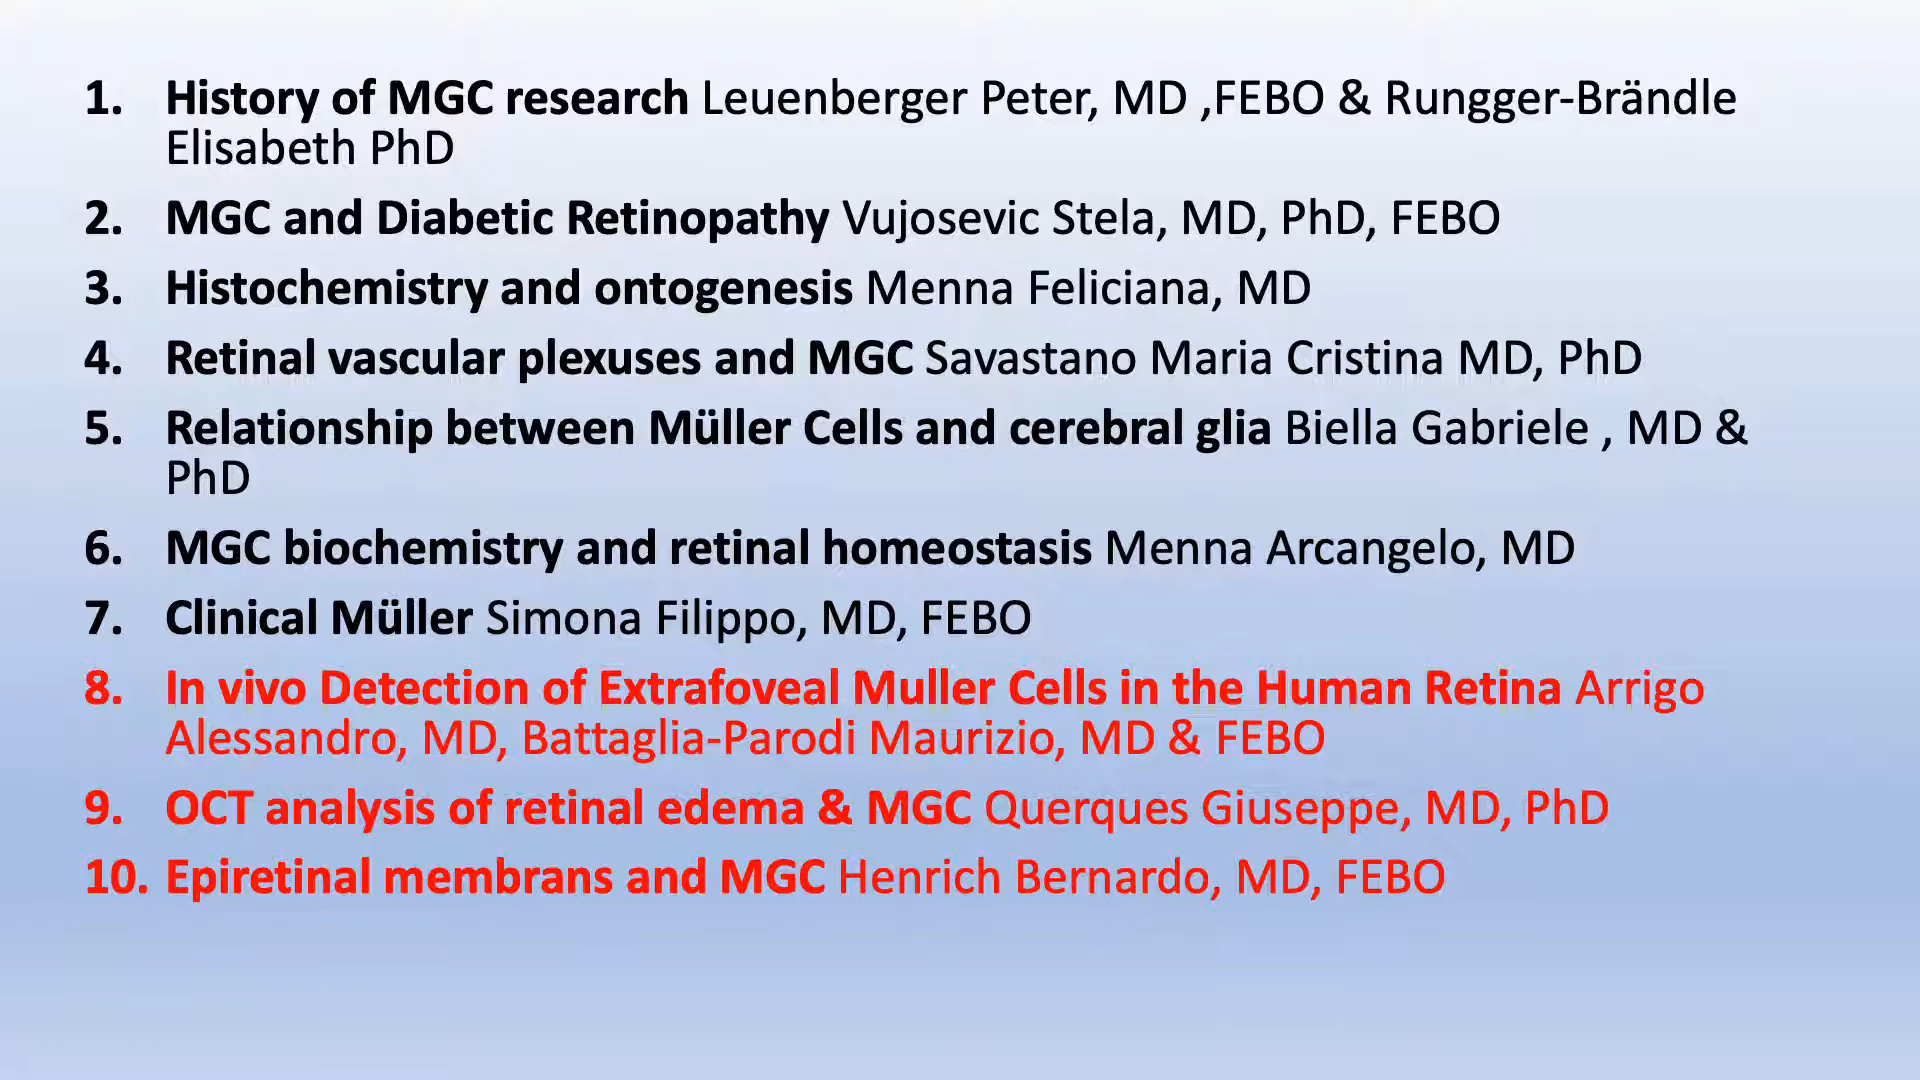 1. History of MGC research Leuenberger Peter, MD ,FEBO & Rungger-Brändle
Elisabeth PhD
2. MGC and Diabetic Retinopathy Vujosevic Stela, MD, PhD, FEBO
3. Histochemistry and ontogenesis Menna Feliciana, MD
4. Retinal vascular plexuses and MGC Savastano Maria Cristina MD, PhD
5. Relationship between Müller Cells and cerebral glia Biella Gabriele , MD &
PhD
6. MGC biochemistry and retinal homeostasis Menna Arcangelo, MD
7. Clinical Müller Simona Filippo, MD, FEBO
8. In vivo Detection of Extrafoveal Muller Cells in the Human Retina Arrigo
Alessandro, MD, Battaglia-Parodi Maurizio, MD & FEBO
9. OCT analysis of retinal edema & MGC Querques Giuseppe, MD, PhD
10. Epiretinal membrans and MGC Henrich Bernardo, MD, FEBO